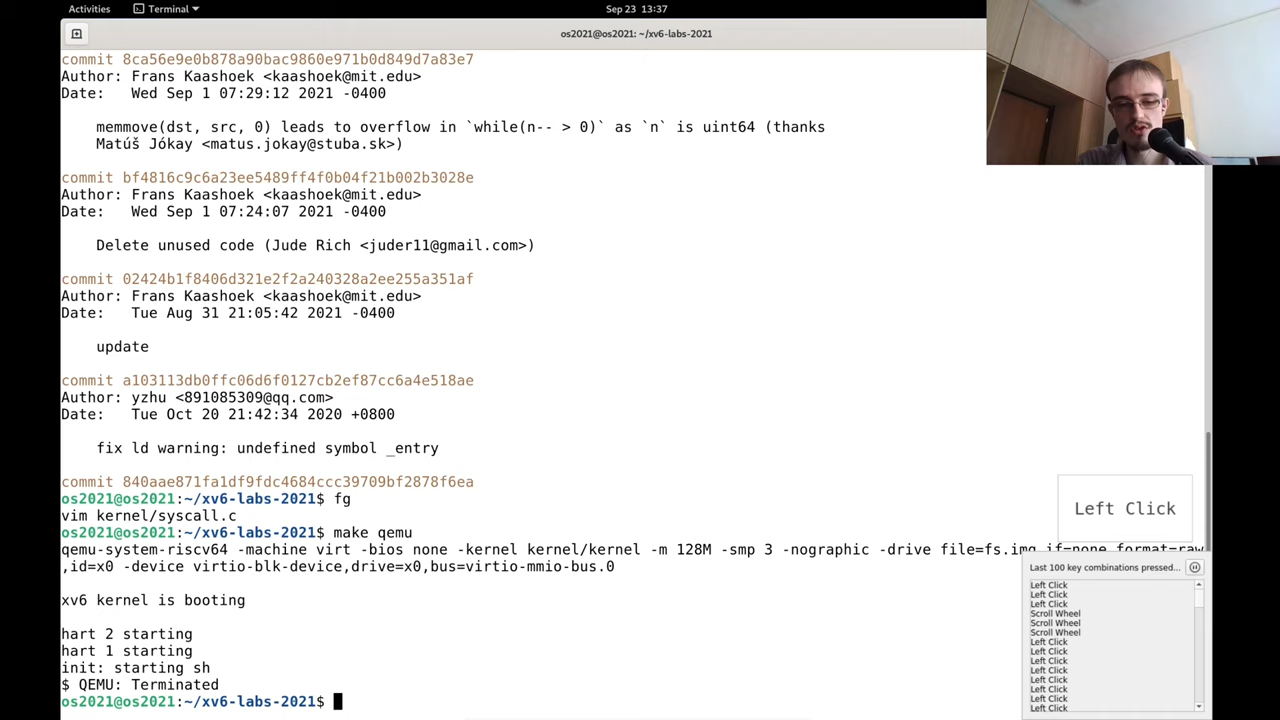 Activities
Terminal
Sep 23 13:37
os2021@os2021: ~/xv6-labs-2021
commit 8ca56e9e0b878a90bac9860e971b0d849d7a83e7
Author: Frans Kaashoek <kaashoek@mit.edu>
Date:   Wed Sep 1 07:29:12 2021 -0400
memmove(dst, src, 0) leads to overflow in `while(n-- > 0)` as `n` is uint64 (thanks
Matúš Jókay <matus.jokay@stuba.sk>)
commit bf4816c9c6a23ee5489ff4f0b04f21b002b3028e
Author: Frans Kaashoek <kaashoek@mit.edu>
Date:   Wed Sep 1 07:24:07 2021 -0400
Delete unused code (Jude Rich <juder11@gmail.com>)
commit 02424b1f8406d321e2f2a240328a2ee255a351af
Author: Frans Kaashoek <kaashoek@mit.edu>
Date:   Tue Aug 31 21:05:42 2021 -0400
update
commit a103113db0ffc06d6f0127cb2ef87cc6a4e518ae
Author: yzhu <891085309@qq.com>
Date:   Tue Oct 20 21:42:34 2020 +0800
fix ld warning: undefined symbol _entry
commit 840aae871fa1df9fdc4684ccc39709bf2878f6ea
os2021@os2021:~/xv6-labs-2021$ fg
vim kernel/syscall.c
os2021@os2021:~/xv6-labs-2021$ make qemu
qemu-system-riscv64 -machine virt -bios none -kernel kernel/kernel -m 128M -smp 3 -nographic -drive file=fs.img,if=none,format=raw
,id=x0 -device virtio-blk-device,drive=x0,bus=virtio-mmio-bus.0
xv6 kernel is booting
hart 2 starting
hart 1 starting
init: starting sh
$ QEMU: Terminated
os2021@os2021:~/xv6-labs-2021$
Left Click
Last 100 key combinations pressed...
Left Click
Left Click
Left Click
Scroll Wheel
Scroll Wheel
Scroll Wheel
Left Click
Left Click
Left Click
Left Click
Left Click
Left Click
Left Click
Left Click